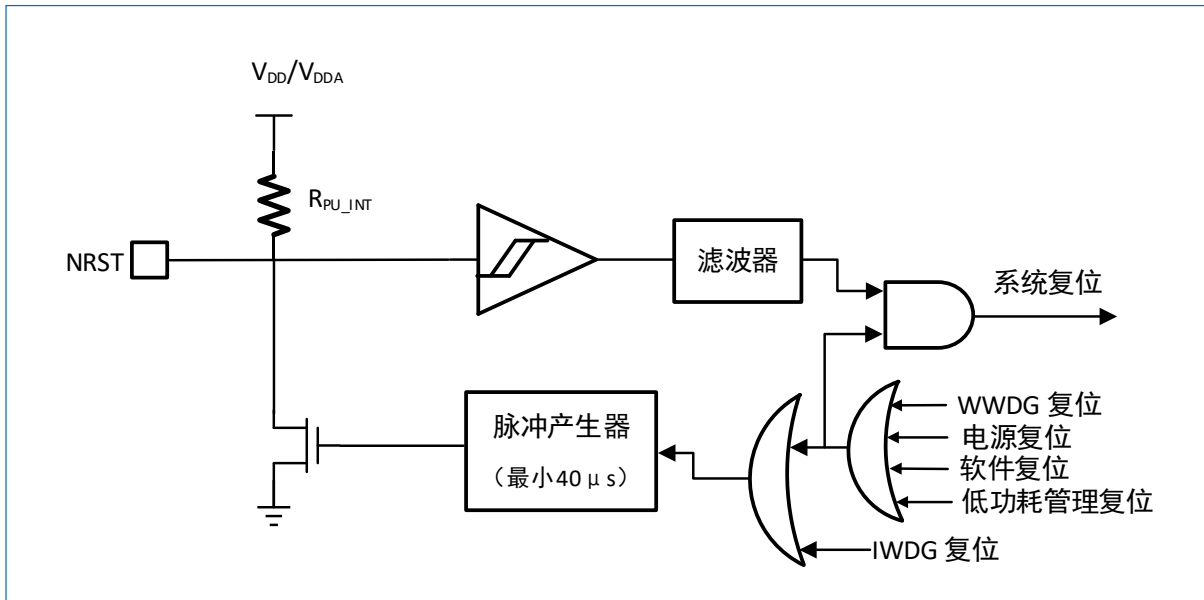 VDD/VDDA
RPU_INT
NRST
滤波器
系统复位
脉冲产生器
（最小40μs）
WWDG 复位
电源复位
软件复位
低功耗管理复位
IWDG 复位